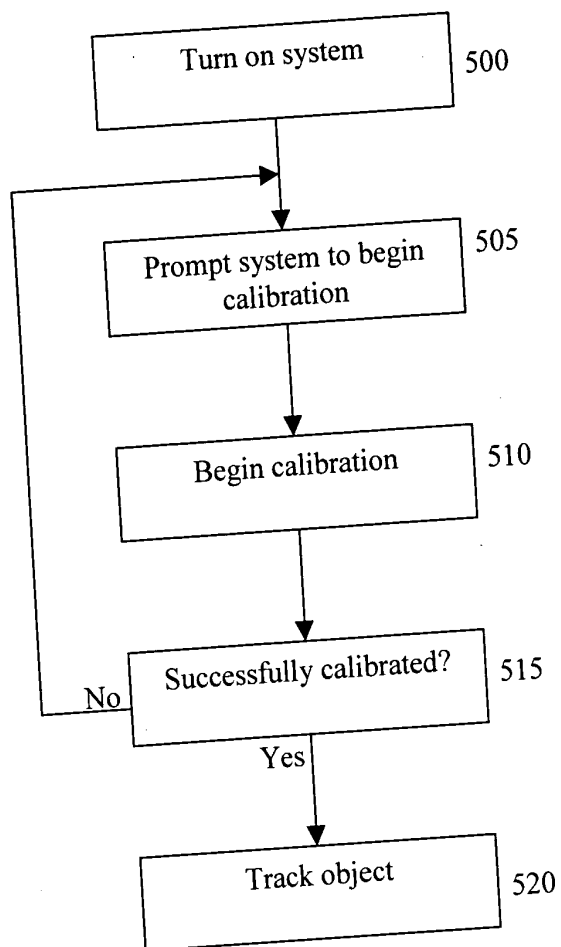 Turn on system
500
Prompt system to begin
calibration
505
Begin calibration
510
Successfully calibrated?
515
No
Yes
Track object
520